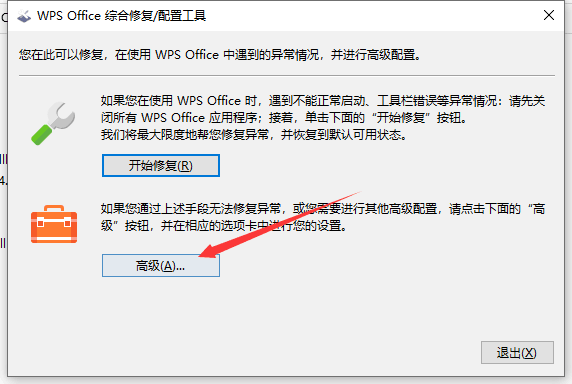 WPS Office 综合修复/配置工具
您在此可以修复，在使用 WPS Office 中遇到的异常情况，并进行高级配置。
如果您在使用 WPS Office 时，遇到不能正常启动、工具栏错误等异常情况：请先关
闭所有 WPS Office 应用程序；接着，单击下面的“开始修复”按钮。
我们将最大限度地帮您修复异常，并恢复到默认可用状态。
开始修复(R)
如果您通过上述手段无法修复异常，或您需要进行其他高级配置，请点击下面的“高
级”按钮，并在相应的选项卡中进行您的设置。
高级(A)...
退出(X)